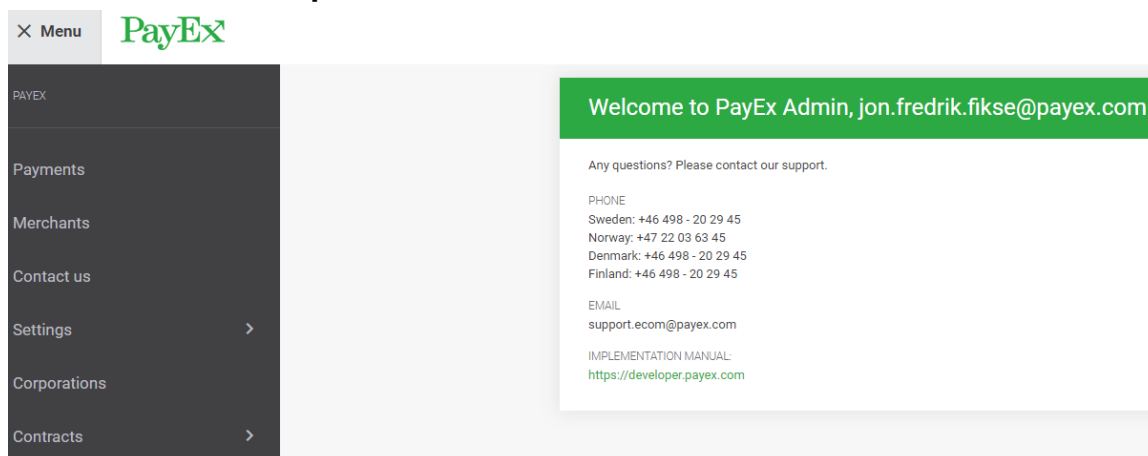 Menu
PayEx
PAYEX
Payments
Merchants
Contact us
Settings
Corporations
Contracts
Welcome to PayEx Admin, jon.fredrik.fikse@payex.com
Any questions? Please contact our support.
PHONE
Sweden: +46 498 - 20 29 45
Norway: +47 22 03 63 45
Denmark: +46 498 - 20 29 45
Finland: +46 498 - 20 29 45
EMAIL
support.ecom@payex.com
IMPLEMENTATION MANUAL:
https://developer.payex.com